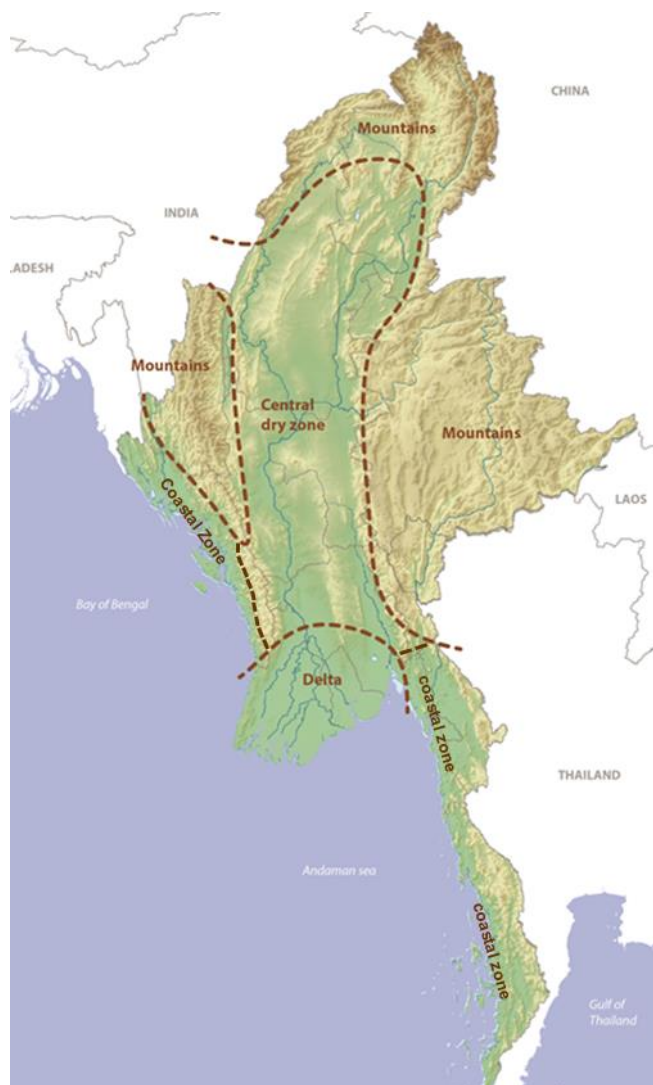 CHINA
Mountains
INDIA
LADESH
Mountains
Central
dry zone
Mountains
Coastal Zone
LAOS
Bay of Bengal
Delta
coastal zone
THAILAND
Andaman sea
coastal zone
Gulf of
Thailand